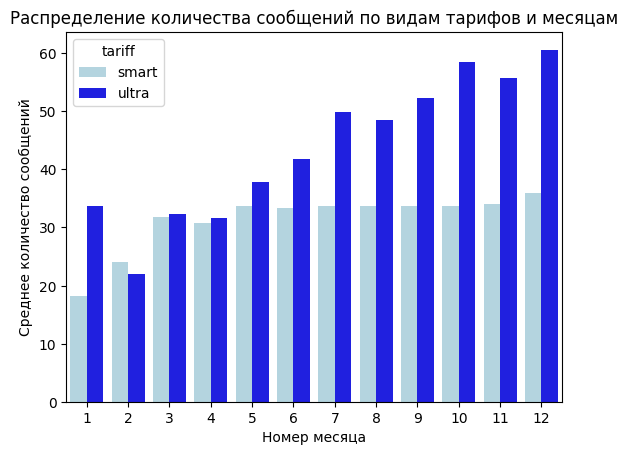 Распределение количества сообщений по видам тарифов и месяцам
tariff
smart
ultra
Среднее количество сообщений
60
50
40
30
20
10
0
1 2 3 4 5 6 7 8 9 10 11 12
Номер месяца